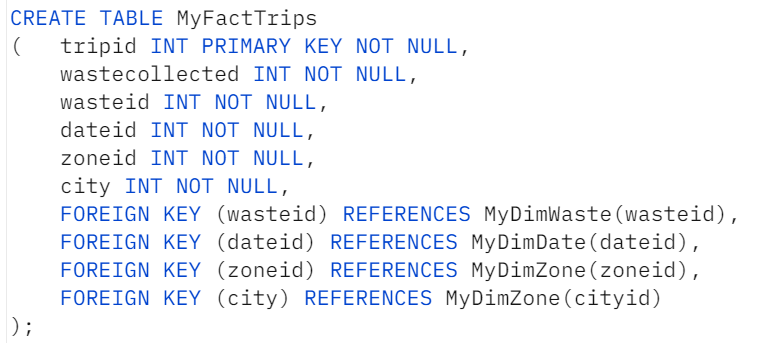 CREATE TABLE MyFactTrips
(   tripid INT PRIMARY KEY NOT NULL,
    wastecollected INT NOT NULL,
    wasteid INT NOT NULL,
    dateid INT NOT NULL,
    zoneid INT NOT NULL,
    city INT NOT NULL,
    FOREIGN KEY (wasteid) REFERENCES MyDimWaste(wasteid),
    FOREIGN KEY (dateid) REFERENCES MyDimDate(dateid),
    FOREIGN KEY (zoneid) REFERENCES MyDimZone(zoneid),
    FOREIGN KEY (city) REFERENCES MyDimZone(cityid)
);